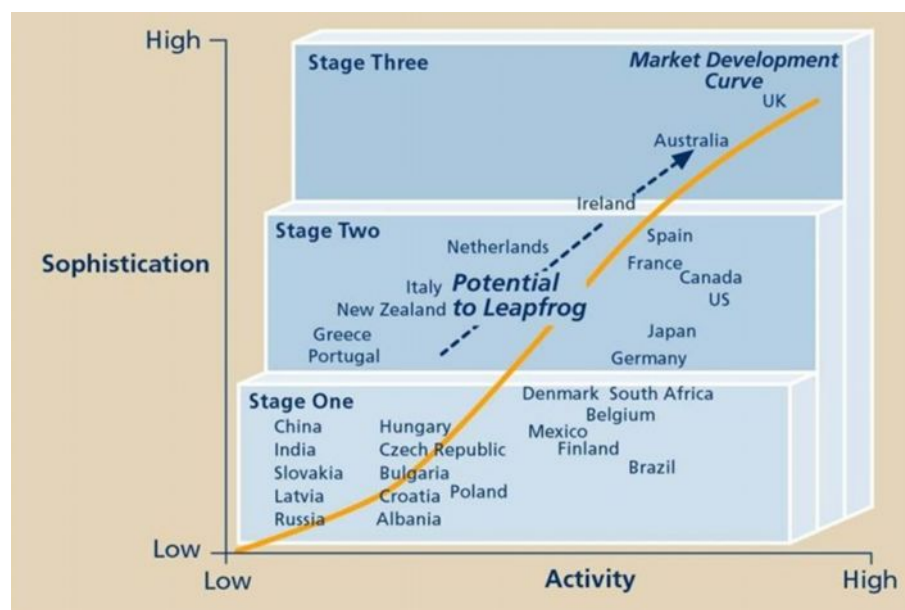 High
Stage Three
Market Development
Curve
UK
Australia
Ireland
Stage Two
Spain
Netherlands
France
Canada
Sophistication
Italy
Potential
US
New Zealand
to Leapfrog
Greece
Japan
Portugal
Germany
Stage One
Denmark South Africa
Belgium
China
Hungary
Mexico
India
Czech Republic
Finland
Slovakia
Bulgaria
Brazil
Latvia
Croatia
Poland
Russia
Albania
Low
Low
Activity
High